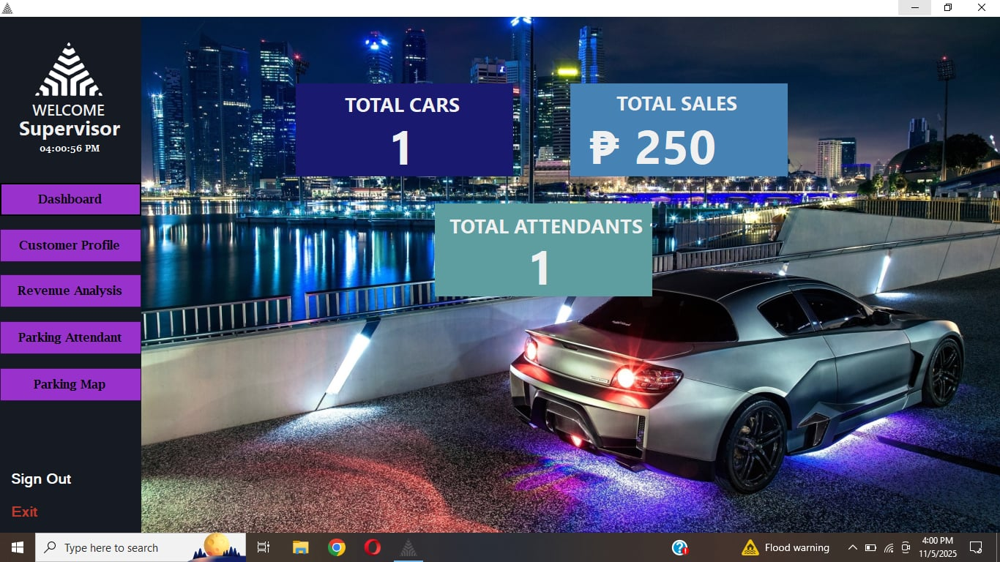 WELCOME
Supervisor
04:00:56 PM
Dashboard
Customer Profile
Revenue Analysis
Parking Attendant
Parking Map
Sign Out
Exit
TOTAL CARS
1
TOTAL SALES
₱ 250
TOTAL ATTENDANTS
1
Type here to search
Flood warning
4:00 PM
11/5/2025